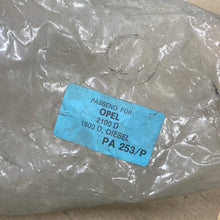 PASSEND FÜR:
OPEL
2100 D
1900 D, DIESEL
PA 253/P